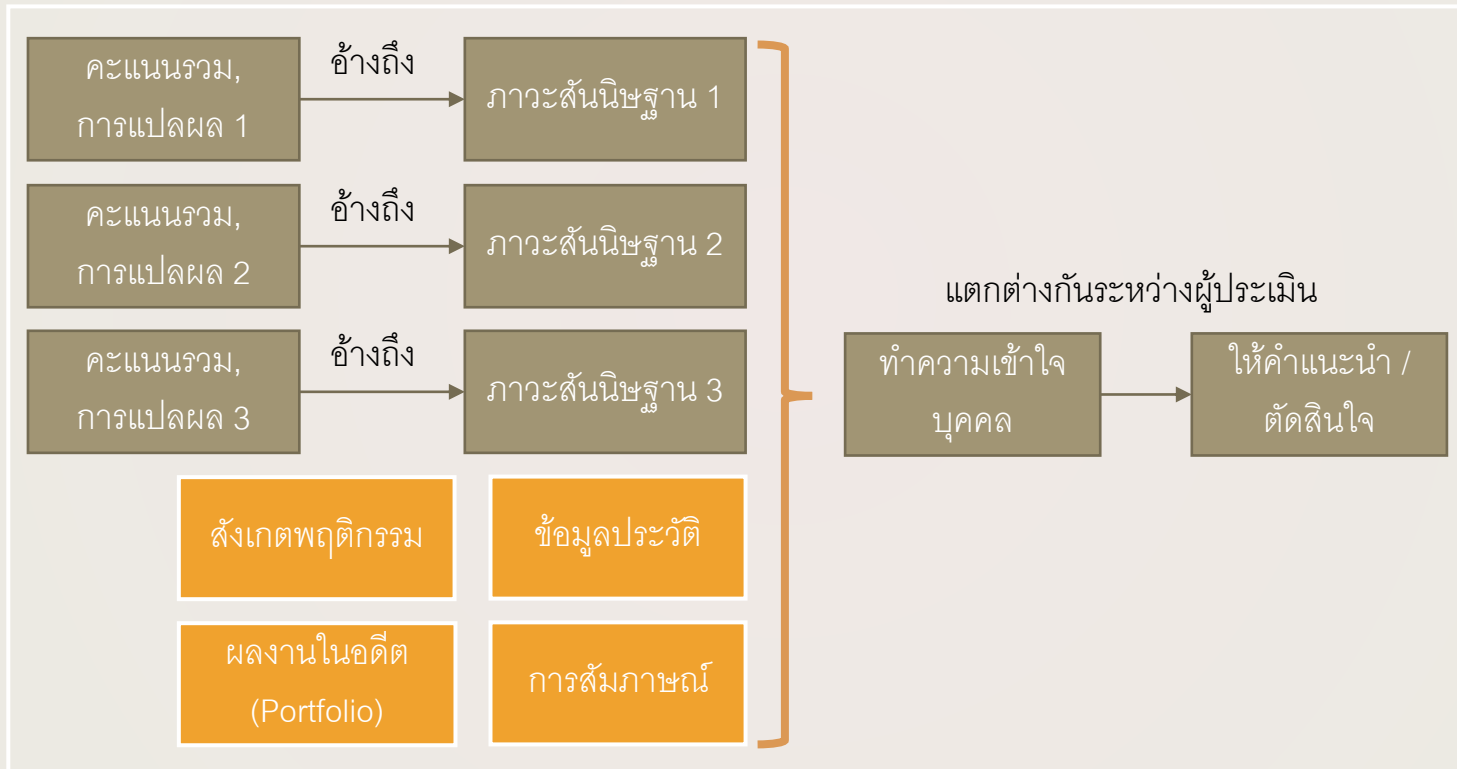 คะแนนรวม,
การแปลผล 1
อ้างถึง
ภาวะสันนิษฐาน 1
คะแนนรวม,
การแปลผล 2
อ้างถึง
ภาวะสันนิษฐาน 2
คะแนนรวม,
การแปลผล 3
อ้างถึง
ภาวะสันนิษฐาน 3
สังเกตพฤติกรรม
ข้อมูลประวัติ
ผลงานในอดีต
(Portfolio)
การสัมภาษณ์
แตกต่างกันระหว่างผู้ประเมิน
ทำความเข้าใจ
บุคคล
ให้คำแนะนำ /
ตัดสินใจ